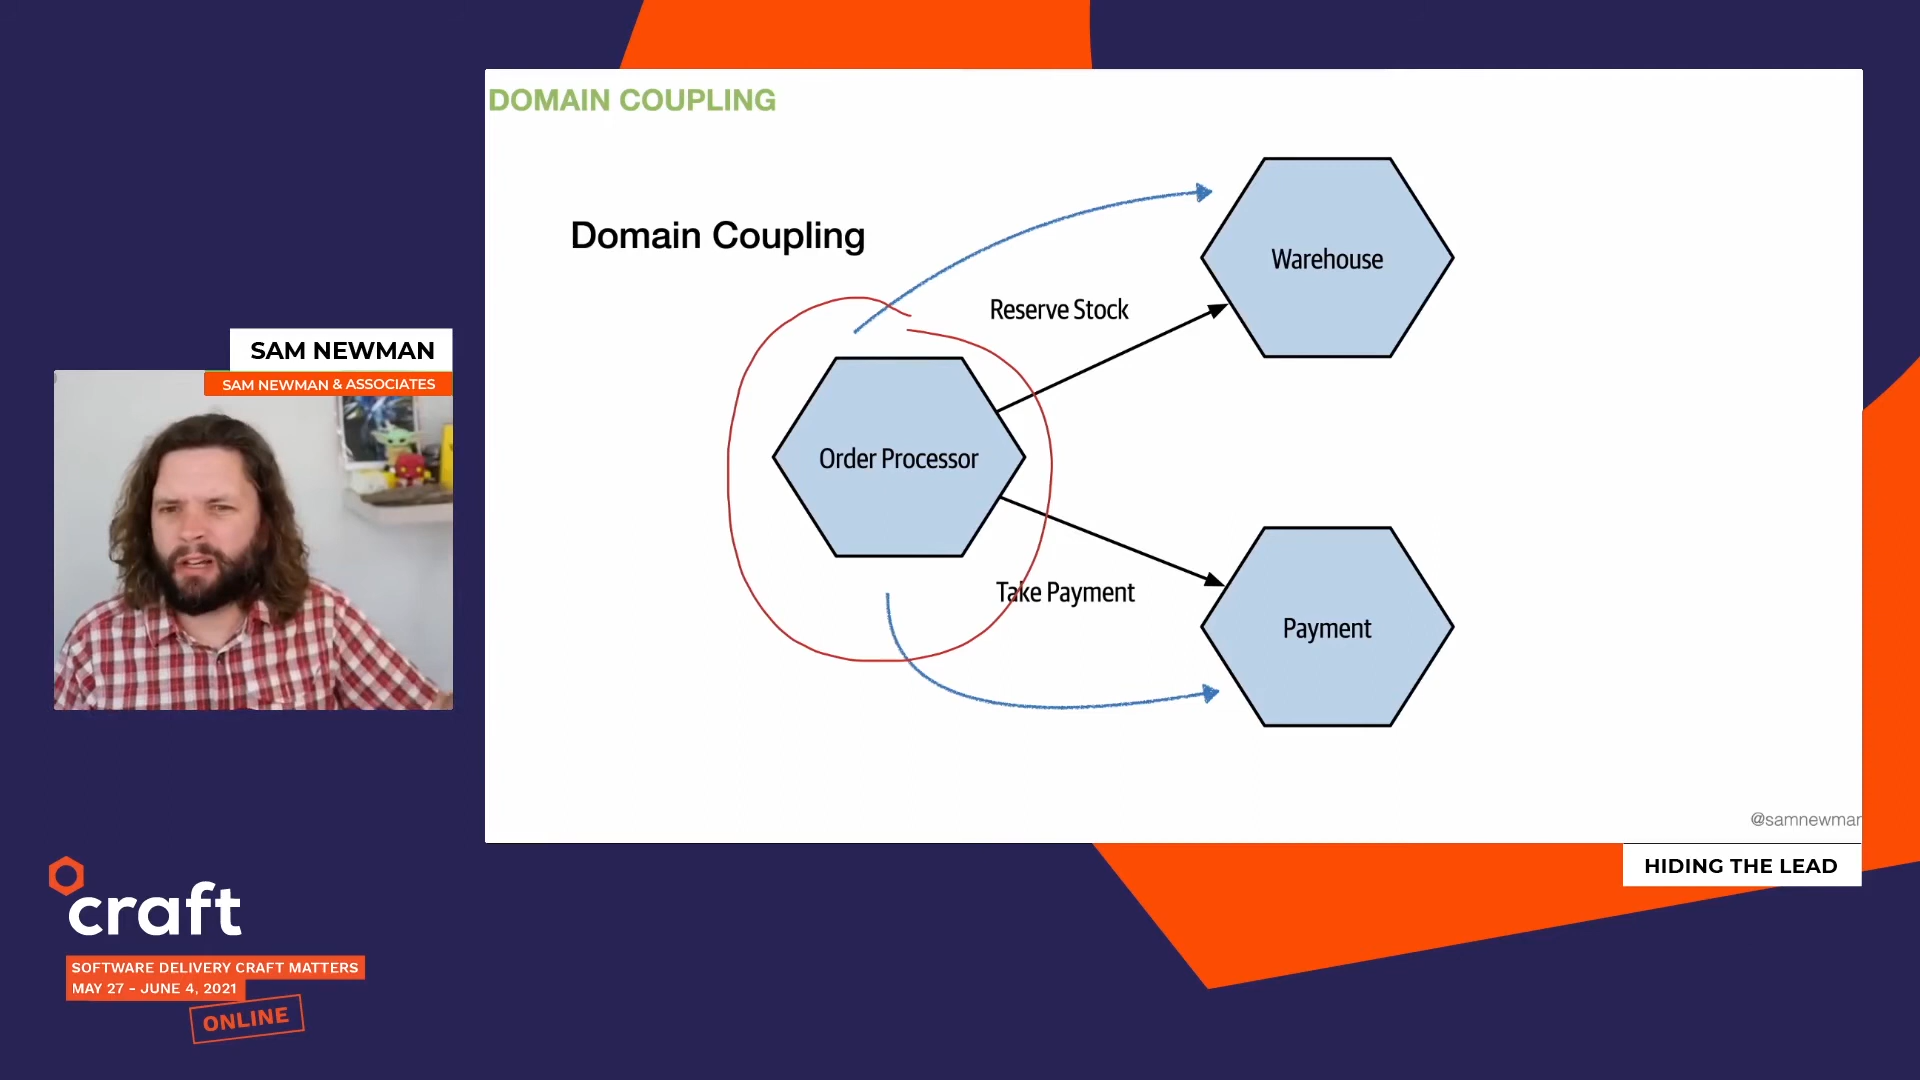 DOMAIN COUPLING
Domain Coupling
Warehouse
Reserve Stock
SAM NEWMAN
SAM NEWMAN & ASSOCIATES
Order Processor
Take Payment
Payment
@samnewman
HIDING THE LEAD
craft
SOFTWARE DELIVERY CRAFT MATTERS
MAY 27 - JUNE 4, 2021
ONLINE